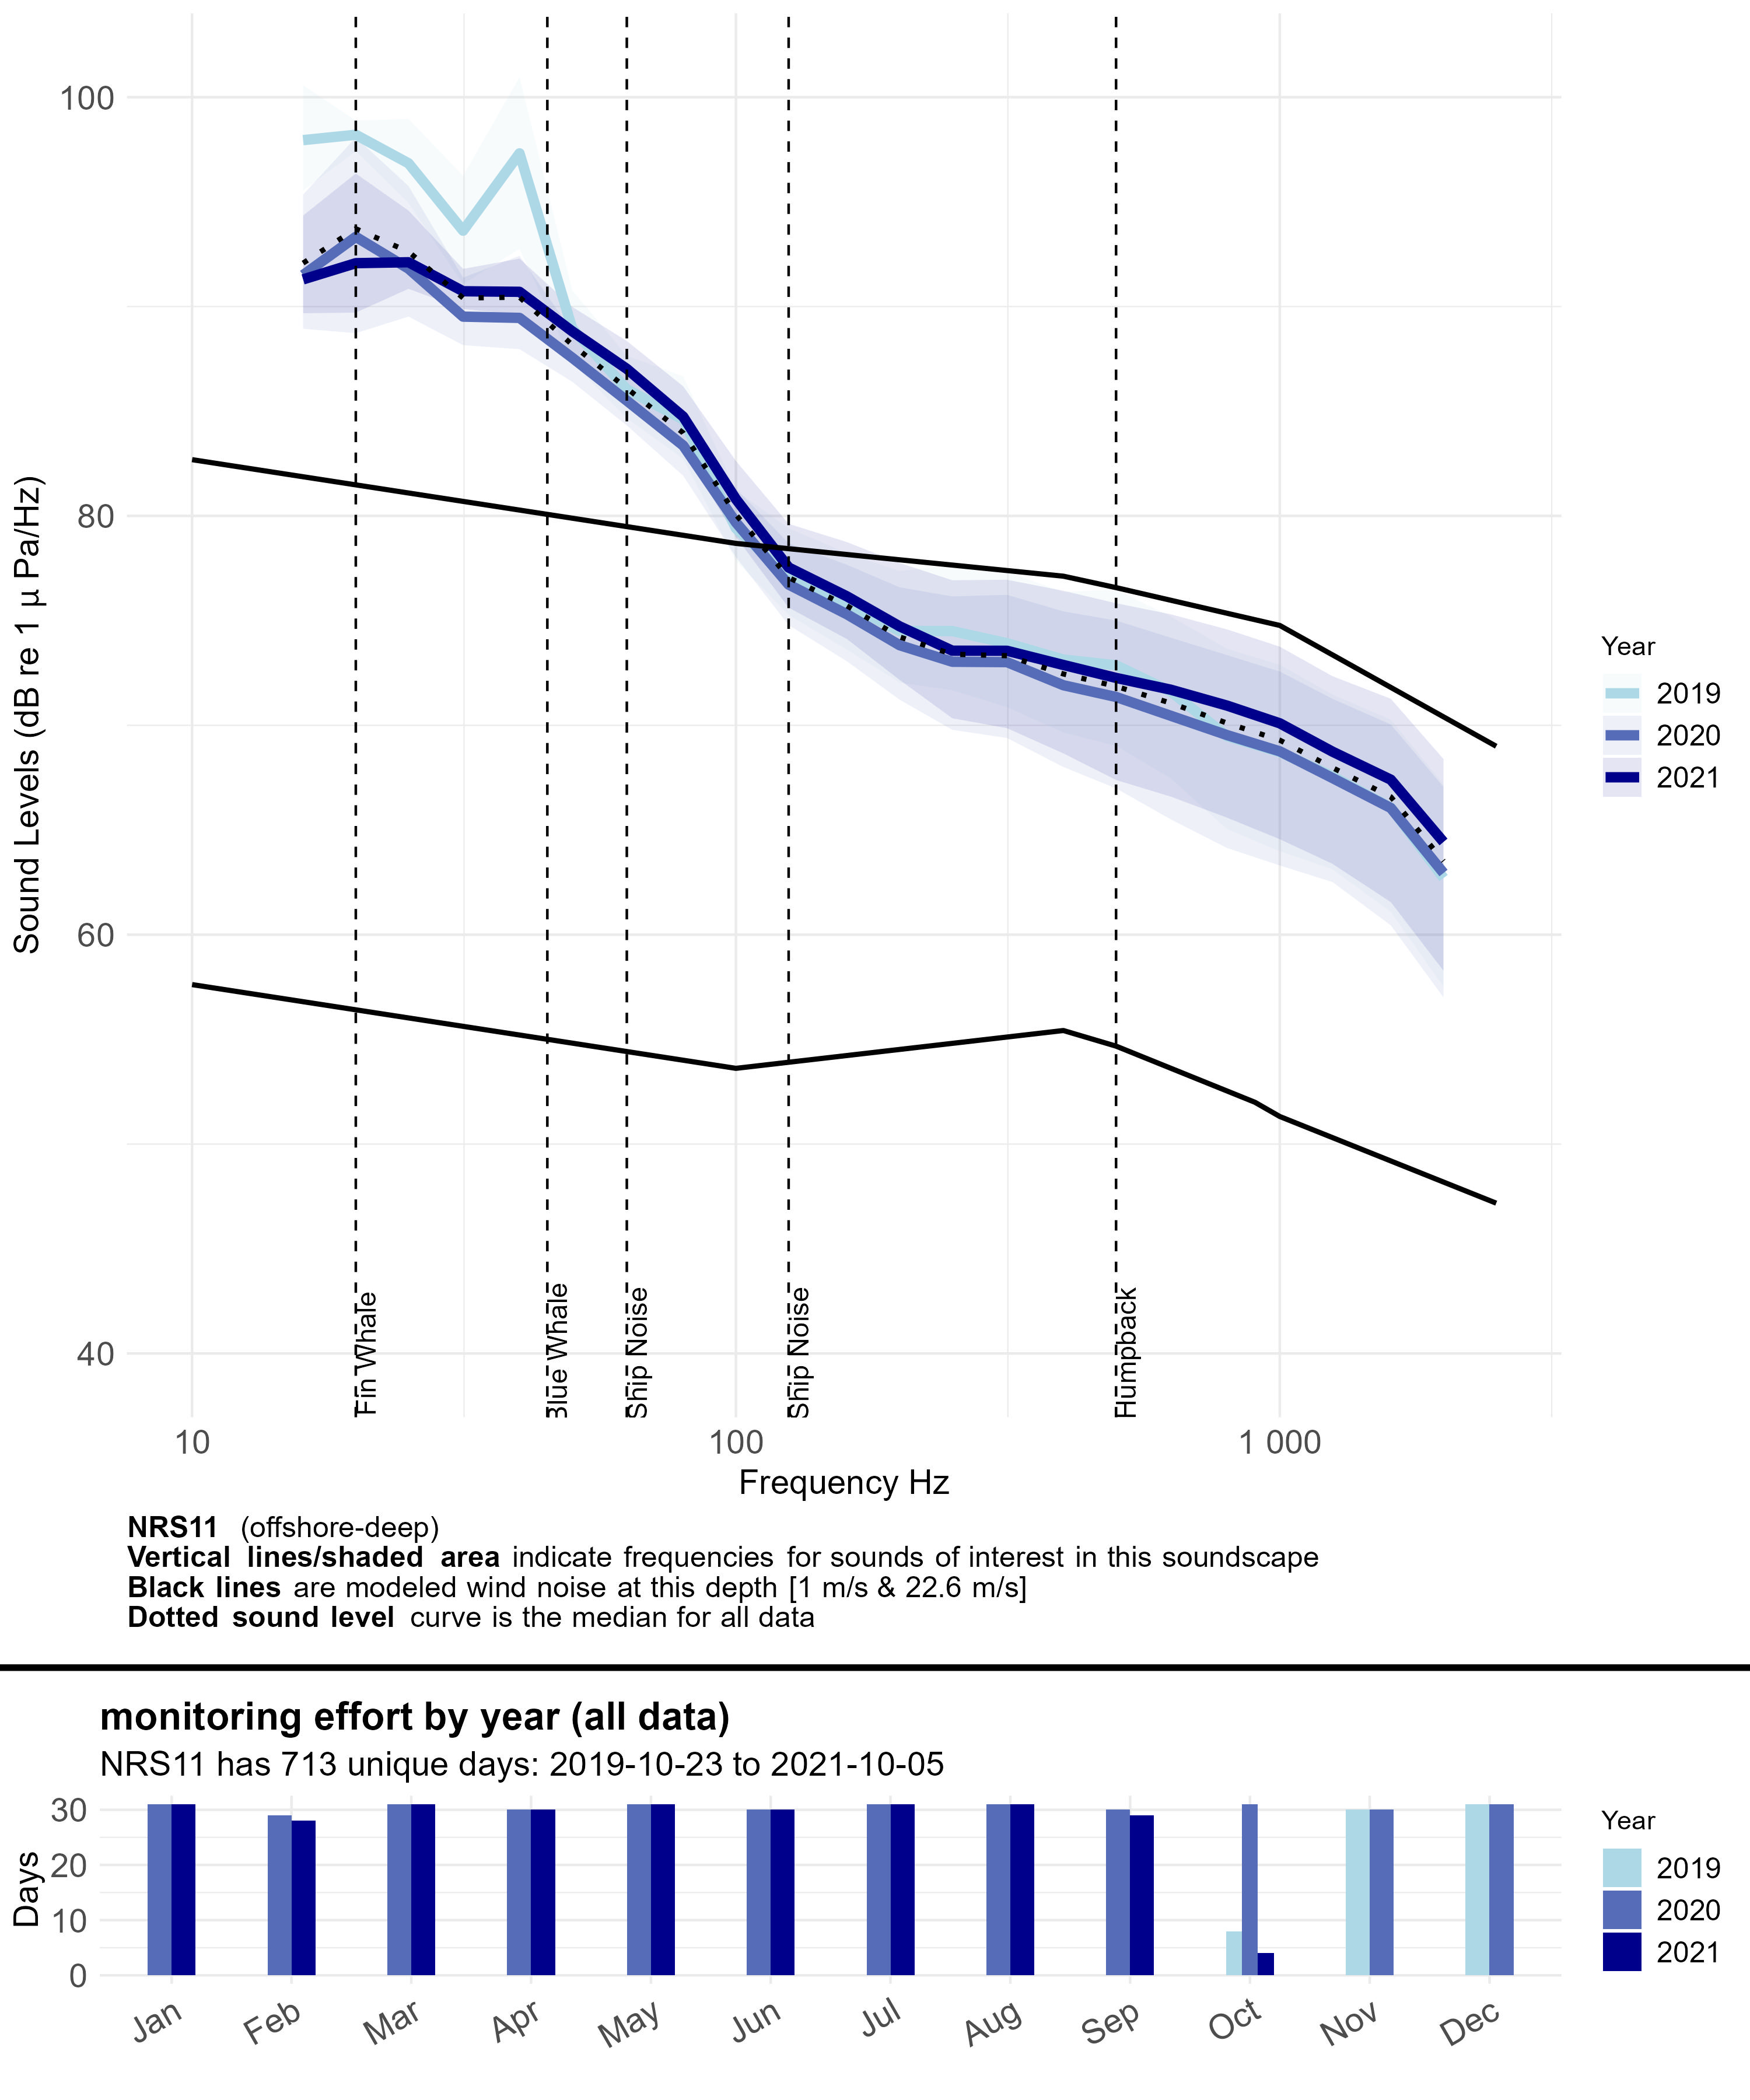 100
80
60
40
Sound Levels (dB re 1 µ Pa/Hz)
Fin Whale
Blue Whale
Ship Noise
Ship Noise
Humpback
10
100
1 000
Frequency Hz
Year
2019
2020
2021
NRS11 (offshore-deep)
Vertical lines/shaded area indicate frequencies for sounds of interest in this soundscape
Black lines are modeled wind noise at this depth [1 m/s & 22.6 m/s]
Dotted sound level curve is the median for all data
monitoring effort by year (all data)
NRS11 has 713 unique days: 2019-10-23 to 2021-10-05
30
20
10
0
Days
Jan
Feb
Mar
Apr
May
Jun
Jul
Aug
Sep
Oct
Nov
Dec
Year
2019
2020
2021